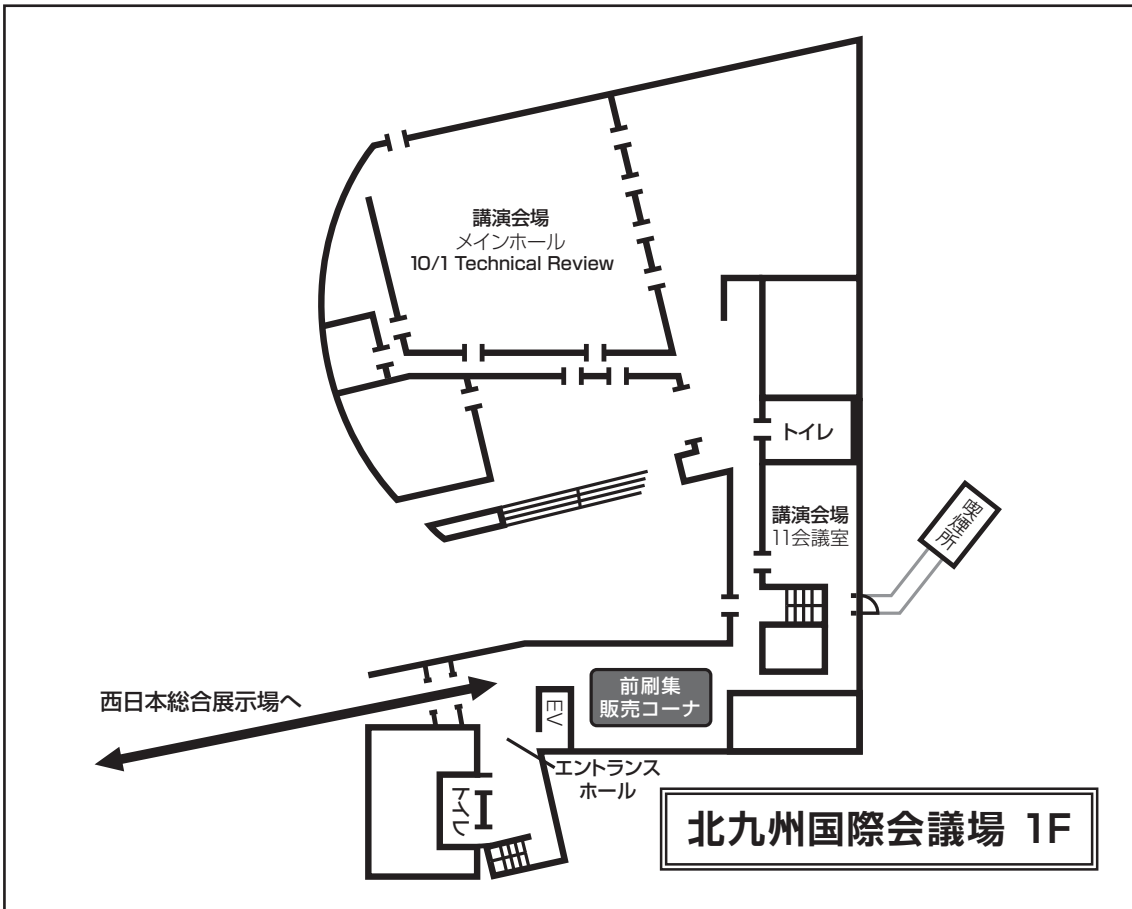 講演会場
メインホール
10/1 Technical Review
トイレ
講演会場
11会議室
喫煙所
西日本総合展示場へ
前刷集
販売コーナ
EV
エントランス
ホール
トイレ
北九州国際会議場 1F